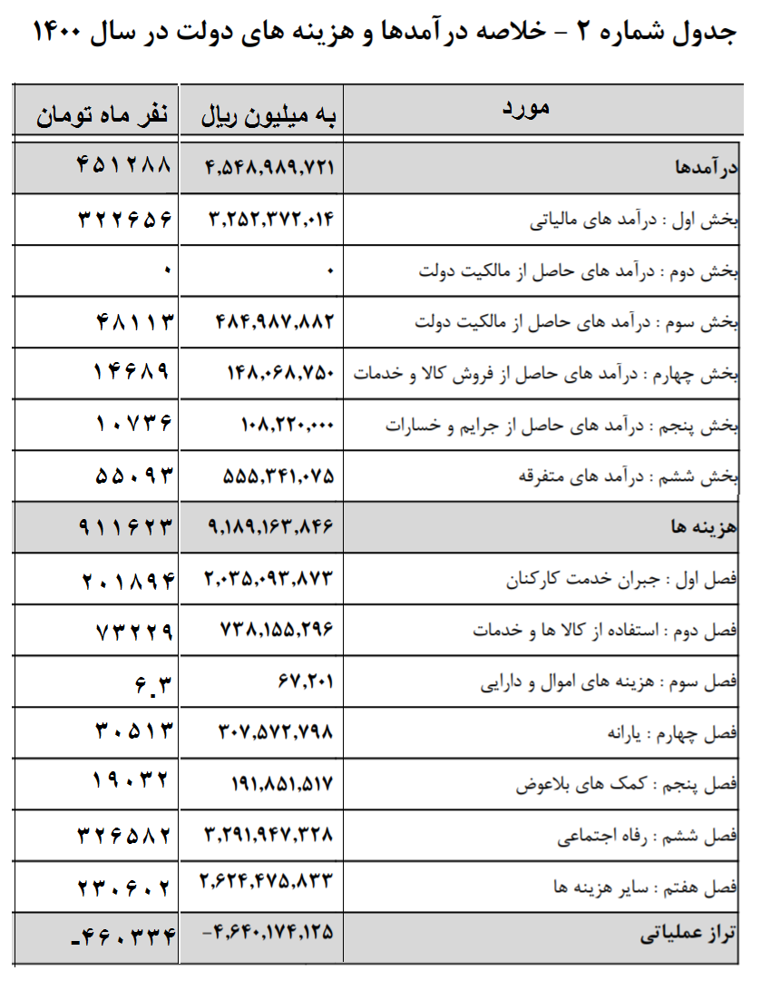 جدول شماره ۲ – خلاصه درآمدها و هزینه های دولت در سال ۱۴۰۰
مورد به میلیون ریال نفر ماه تومان
درآمدها ۴,۵۴۸,۹۸۹,۷۲۱ ۴۵۱۲۸۸
بخش اول : درآمد های مالیاتی ۳,۲۵۲,۳۷۲,۰۱۴ ۳۲۲۶۵۶
بخش دوم : درآمد های حاصل از مالکیت دولت ۰ ۰
بخش سوم : درآمد های حاصل از مالکیت دولت ۴۸۴,۹۸۷,۸۸۲ ۴۸۱۱۳
بخش چهارم : درآمد های حاصل از فروش کالا و خدمات ۱۴۸,۰۶۸,۷۵۰ ۱۴۶۸۹
بخش پنجم : درآمد های حاصل از جرایم و خسارات ۱۰۸,۲۲۰,۰۰۰ ۱۰۷۳۶
بخش ششم : درآمد های متفرقه ۵۵۵,۳۴۱,۰۷۵ ۵۵۰۹۳
هزینه ها ۹,۱۸۹,۱۶۳,۸۴۶ ۹۱۱۶۲۳
فصل اول : جبران خدمت کارکنان ۲,۰۳۵,۰۹۳,۸۷۳ ۲۰۱۸۹۴
فصل دوم : استفاده از کالا ها و خدمات ۷۳۸,۱۵۵,۲۹۶ ۷۳۲۲۹
فصل سوم : هزینه های اموال و دارایی ۶۷,۲۰۱ ۶.۳
فصل چهارم : یارانه ۳۰۷,۵۷۲,۷۹۸ ۳۰۵۱۳
فصل پنجم : کمک های بلاعوض ۱۹۱,۸۵۱,۵۱۷ ۱۹۰۳۲
فصل ششم : رفاه اجتماعی ۳,۲۹۱,۹۴۷,۳۲۸ ۳۲۶۵۸۲
فصل هفتم : سایر هزینه ها ۲,۶۲۴,۴۷۵,۸۳۳ ۲۳۰۶۰۲
تراز عملیاتی -۴,۶۴۰,۱۷۴,۱۲۵ -۴۶۰۳۳۴